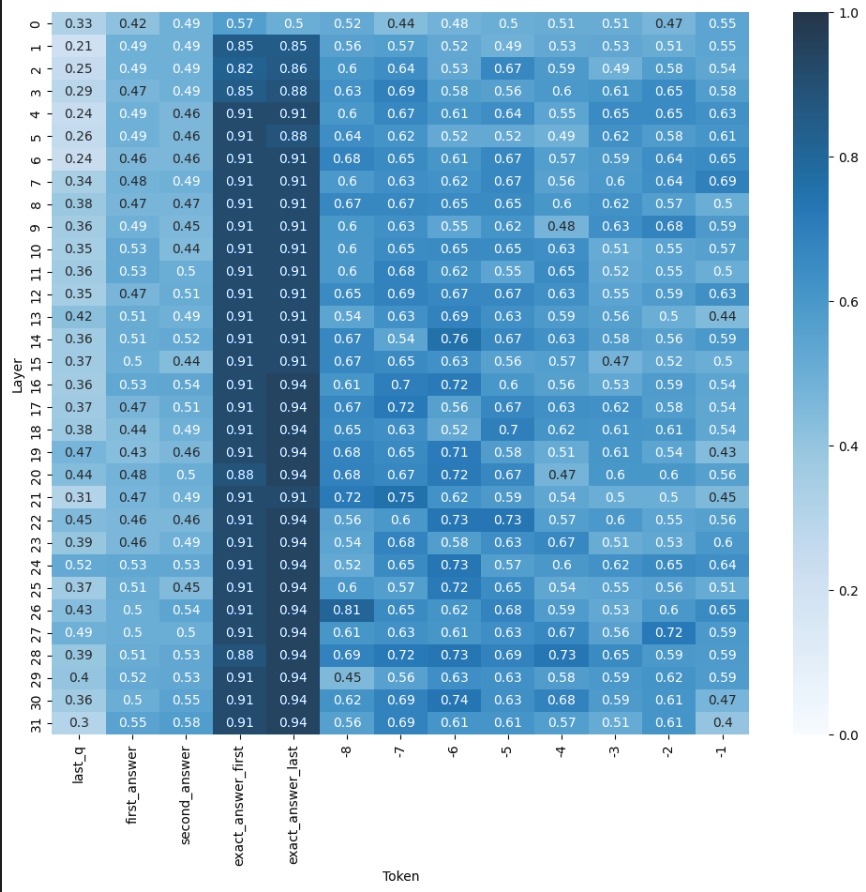 0 0.33 0.42 0.49 0.57 0.5 0.52 0.44 0.48 0.5 0.51 0.51 0.47 0.55
1 0.21 0.49 0.49 0.85 0.85 0.56 0.57 0.52 0.49 0.53 0.53 0.51 0.55
2 0.25 0.49 0.49 0.82 0.86 0.6 0.64 0.53 0.67 0.59 0.49 0.58 0.54
3 0.29 0.47 0.49 0.85 0.88 0.63 0.69 0.58 0.56 0.6 0.61 0.65 0.58
4 0.24 0.49 0.46 0.91 0.91 0.6 0.67 0.61 0.64 0.55 0.65 0.65 0.63
5 0.26 0.49 0.46 0.91 0.88 0.64 0.62 0.52 0.52 0.49 0.62 0.58 0.61
6 0.24 0.46 0.46 0.91 0.91 0.68 0.65 0.61 0.67 0.57 0.59 0.64 0.65
7 0.34 0.48 0.49 0.91 0.91 0.6 0.63 0.62 0.67 0.56 0.6 0.64 0.69
8 0.38 0.47 0.47 0.91 0.91 0.67 0.67 0.65 0.65 0.6 0.62 0.57 0.5
9 0.36 0.49 0.45 0.91 0.91 0.6 0.63 0.55 0.62 0.48 0.63 0.68 0.59
10 0.35 0.53 0.44 0.91 0.91 0.6 0.65 0.65 0.65 0.63 0.51 0.55 0.57
11 0.36 0.53 0.5 0.91 0.91 0.6 0.68 0.62 0.55 0.65 0.52 0.55 0.5
12 0.35 0.47 0.51 0.91 0.91 0.65 0.69 0.67 0.67 0.63 0.55 0.59 0.63
13 0.42 0.51 0.49 0.91 0.91 0.54 0.63 0.69 0.63 0.59 0.56 0.5 0.44
14 0.36 0.51 0.52 0.91 0.91 0.67 0.54 0.76 0.67 0.63 0.58 0.56 0.59
15 0.37 0.5 0.44 0.91 0.91 0.67 0.65 0.63 0.56 0.57 0.47 0.52 0.5
16 0.36 0.53 0.54 0.91 0.94 0.61 0.7 0.72 0.6 0.56 0.53 0.59 0.54
17 0.37 0.47 0.51 0.91 0.94 0.67 0.72 0.56 0.67 0.63 0.62 0.58 0.54
18 0.38 0.44 0.49 0.91 0.94 0.65 0.63 0.52 0.7 0.62 0.61 0.61 0.54
19 0.47 0.43 0.46 0.91 0.94 0.68 0.65 0.71 0.58 0.51 0.61 0.54 0.43
20 0.44 0.48 0.5 0.88 0.94 0.68 0.67 0.72 0.67 0.47 0.6 0.6 0.56
21 0.31 0.47 0.49 0.91 0.91 0.72 0.75 0.62 0.59 0.54 0.5 0.5 0.45
22 0.45 0.46 0.46 0.91 0.94 0.56 0.6 0.73 0.73 0.57 0.6 0.55 0.56
23 0.39 0.46 0.49 0.91 0.94 0.54 0.68 0.58 0.63 0.67 0.51 0.53 0.6
24 0.52 0.53 0.53 0.91 0.94 0.52 0.65 0.73 0.57 0.6 0.62 0.65 0.64
25 0.37 0.51 0.45 0.91 0.94 0.6 0.57 0.72 0.65 0.54 0.55 0.56 0.51
26 0.43 0.5 0.54 0.91 0.94 0.81 0.65 0.62 0.68 0.59 0.53 0.6 0.65
27 0.49 0.5 0.5 0.91 0.94 0.61 0.63 0.61 0.63 0.67 0.56 0.72 0.59
28 0.39 0.51 0.53 0.88 0.94 0.69 0.72 0.73 0.69 0.73 0.65 0.59 0.59
29 0.4 0.52 0.53 0.91 0.94 0.45 0.56 0.63 0.63 0.58 0.59 0.62 0.59
30 0.36 0.5 0.55 0.91 0.94 0.62 0.69 0.74 0.63 0.68 0.59 0.61 0.47
31 0.3 0.55 0.58 0.91 0.94 0.56 0.69 0.61 0.61 0.57 0.51 0.61 0.4
Layer
last_q first_answer second_answer exact_answer_first exact_answer_last -8 -7 -6 -5 -4 -3 -2 -1
Token
1.0
0.8
0.6
0.4
0.2
0.0